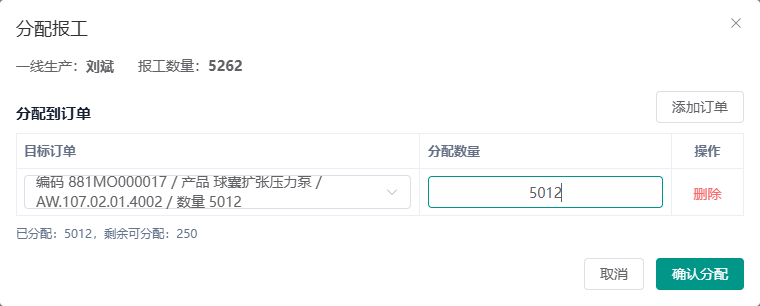 分配报工
一线生产：刘斌 报工数量：5262
分配到订单
添加订单
目标订单 分配数量 操作
编码 881MO000017 / 产品 球囊扩张压力泵 /
AW.107.02.01.4002 / 数量 5012
5012
删除
已分配：5012，剩余可分配：250
取消 确认分配